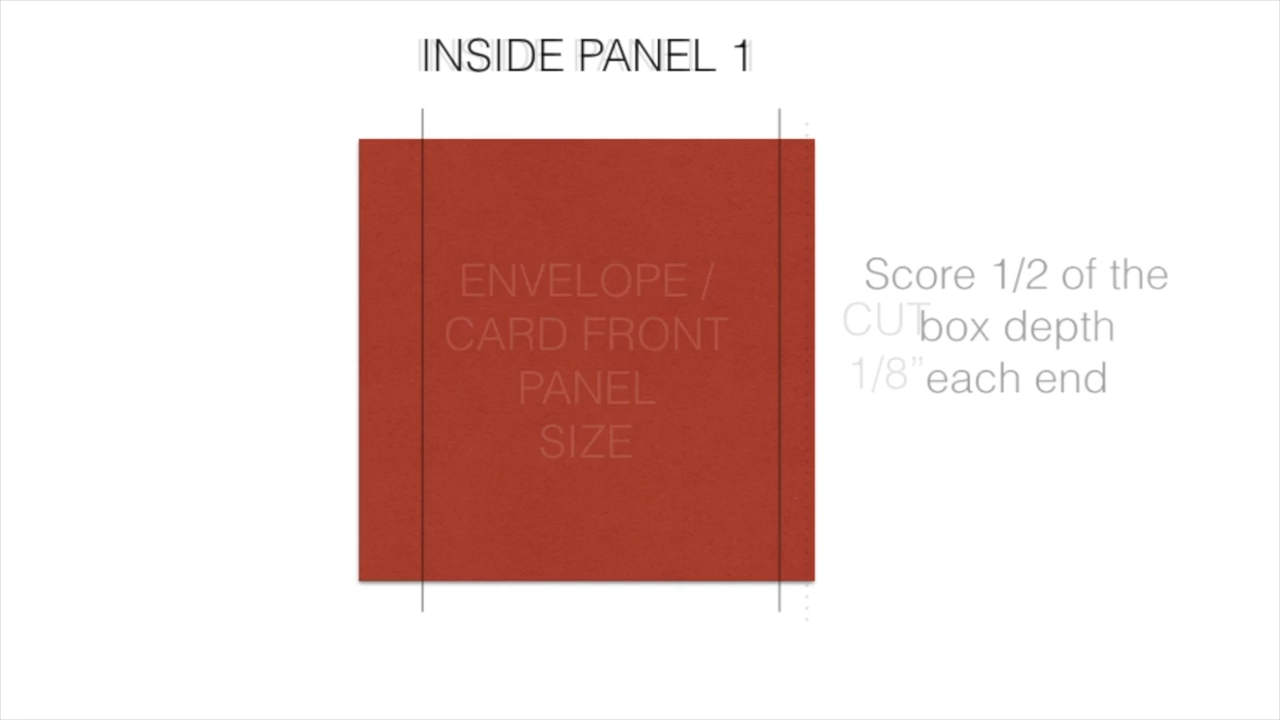 INSIDE PANEL 1
ENVELOPE /
CARD FRONT
PANEL
SIZE
Score 1/2 of the
box depth
each end
CUT
1/8”